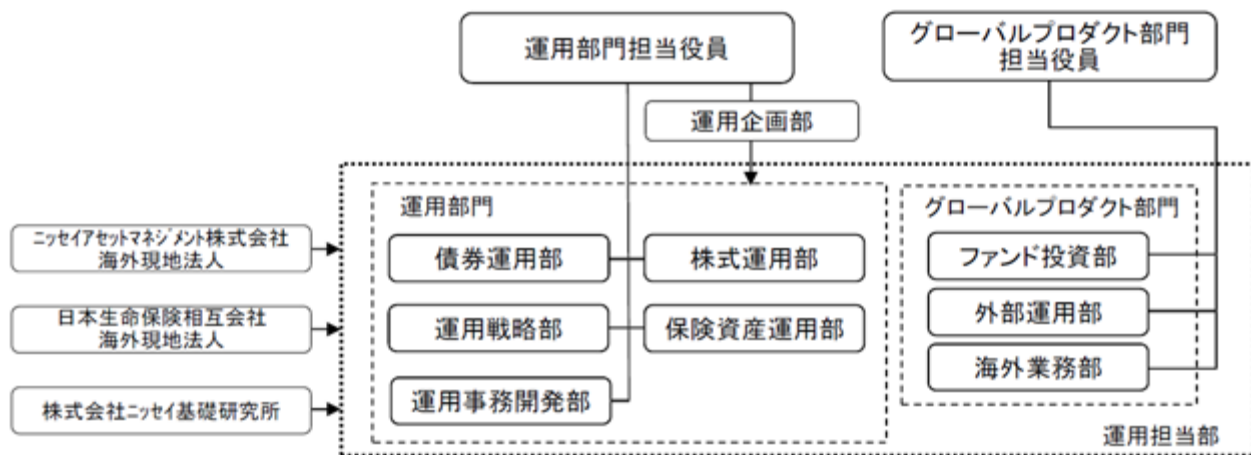 運用部門担当役員
グローバルプロダクト部門
担当役員
運用企画部
運用部門
グローバルプロダクト部門
ニッセイアセットマネジメント株式会社
海外現地法人
債券運用部
株式運用部
ファンド投資部
日本生命保険相互会社
海外現地法人
運用戦略部
保険資産運用部
外部運用部
海外業務部
株式会社ニッセイ基礎研究所
運用事務開発部
運用担当部